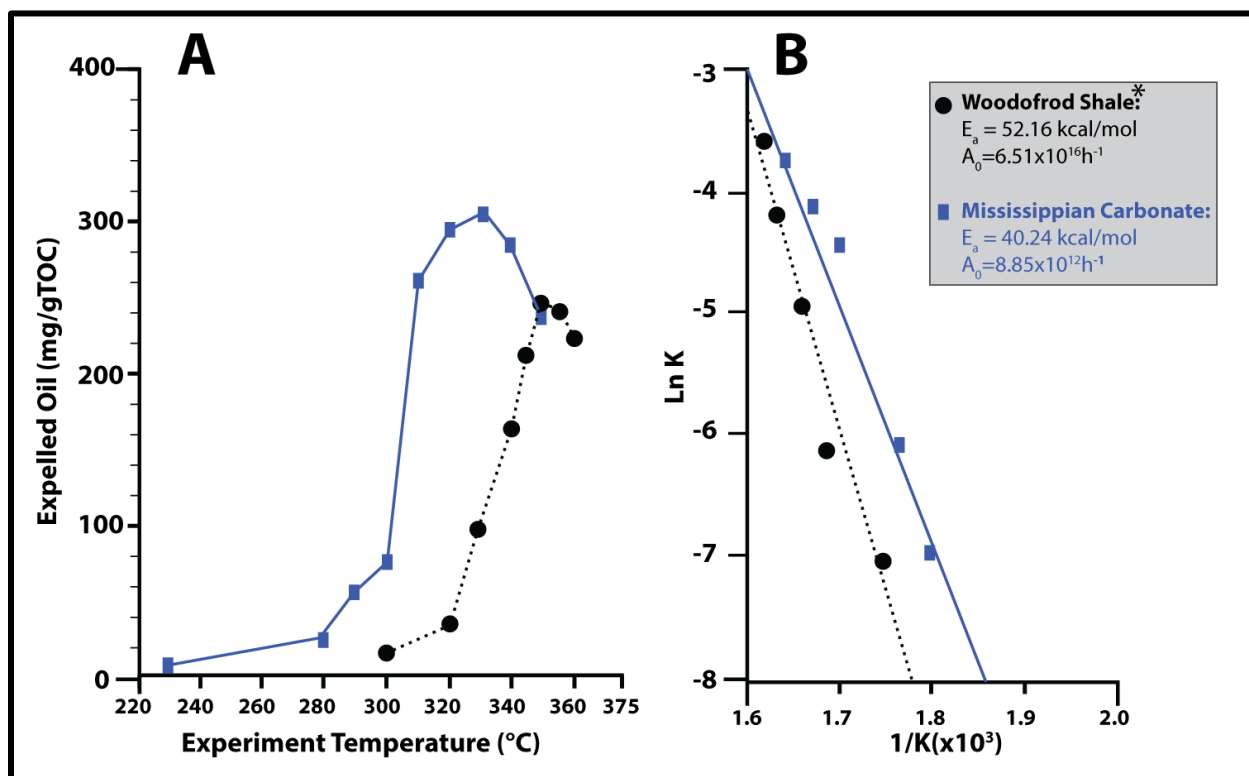 A
400
300
200
100
0
Expelled Oil (mg/gTOC)
220 240 260 280 300 320 340 360 375
Experiment Temperature (°C)
B
-3
-4
-5
-6
-7
-8
Ln K
1.6 1.7 1.8 1.9 2.0
1/K(x10³)
Woodofrod Shale:*
Eₐ = 52.16 kcal/mol
A₀=6.51x10¹⁶h⁻¹
Mississippian Carbonate:
Eₐ = 40.24 kcal/mol
A₀=8.85x10¹²h⁻¹